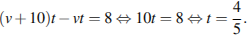 (v+10)t − vt = 8 ⇔ 10t = 8 ⇔ t = 4/5.